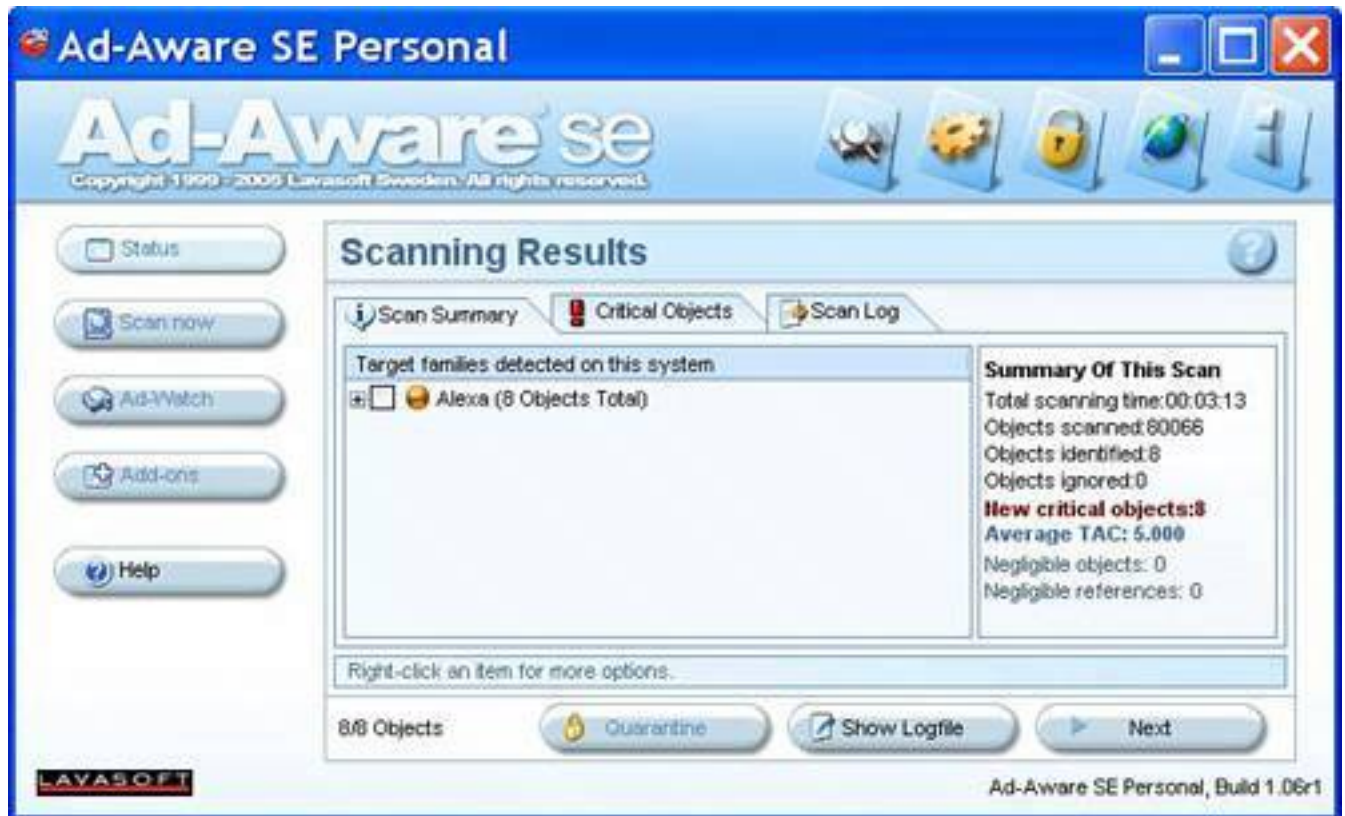 Ad-Aware SE Personal
Ad-Aware SE
Copyright 1999 - 2005 Lavasoft Sweden. All rights reserved.
Status
Scan now
Ad-Watch
Add-ons
Help
Scanning Results
Scan Summary
Critical Objects
Scan Log
Target families detected on this system
Alexa (8 Objects Total)
Summary Of This Scan
Total scanning time:00:03:13
Objects scanned:80066
Objects identified:8
Objects ignored:0
New critical objects:8
Average TAC: 5.000
Negligible objects: 0
Negligible references: 0
Right-click an item for more options.
8/8 Objects
Quarantine
Show Logfile
Next
LAVASOFT
Ad-Aware SE Personal, Build 1.06r1